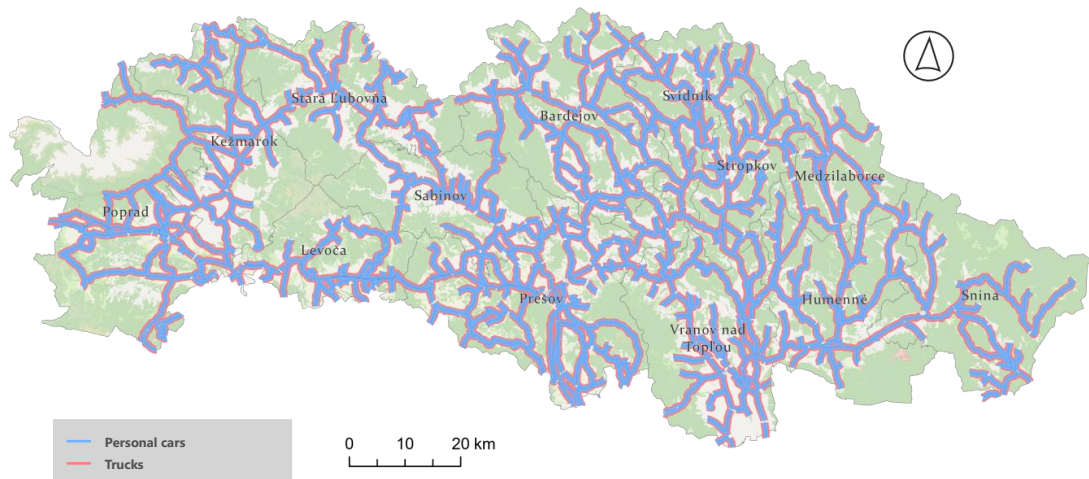 Stará Ľubovňa
Svidník
Bardejov
Kežmarok
Stropkov
Medzilaborce
Sabinov
Poprad
Levoča
Prešov
Humenné
Snina
Vranov nad
Topľou
Personal cars
Trucks
0 10 20 km